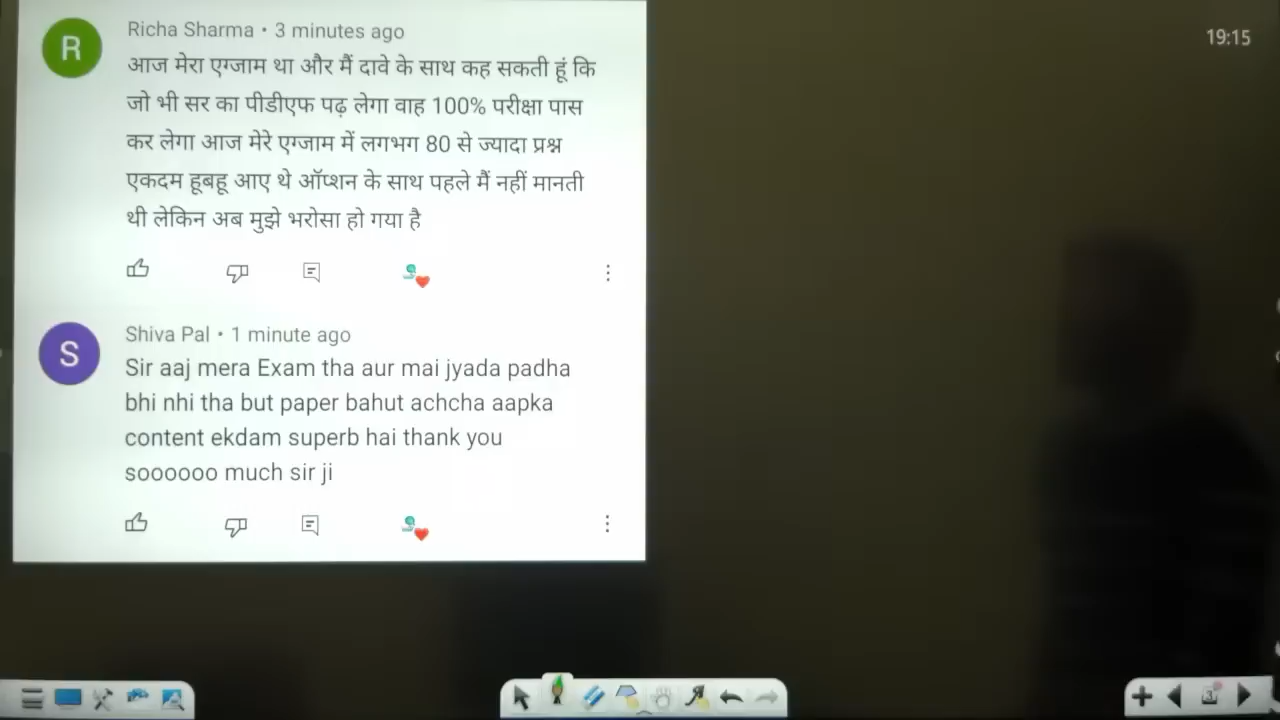 Richa Sharma • 3 minutes ago
19:15
R
आज मेरा एग्जाम था और मैं दावे के साथ कह सकती हूं कि
जो भी सर का पीडीएफ पढ़ लेगा वाह 100% परीक्षा पास
कर लेगा आज मेरे एग्जाम में लगभग 80 से ज्यादा प्रश्न
एकदम हूबहू आए थे ऑप्शन के साथ पहले मैं नहीं मानती
थी लेकिन अब मुझे भरोसा हो गया है
Shiva Pal • 1 minute ago
S
Sir aaj mera Exam tha aur mai jyada padha
bhi nhi tha but paper bahut achcha aapka
content ekdam superb hai thank you
soooooo much sir ji
3